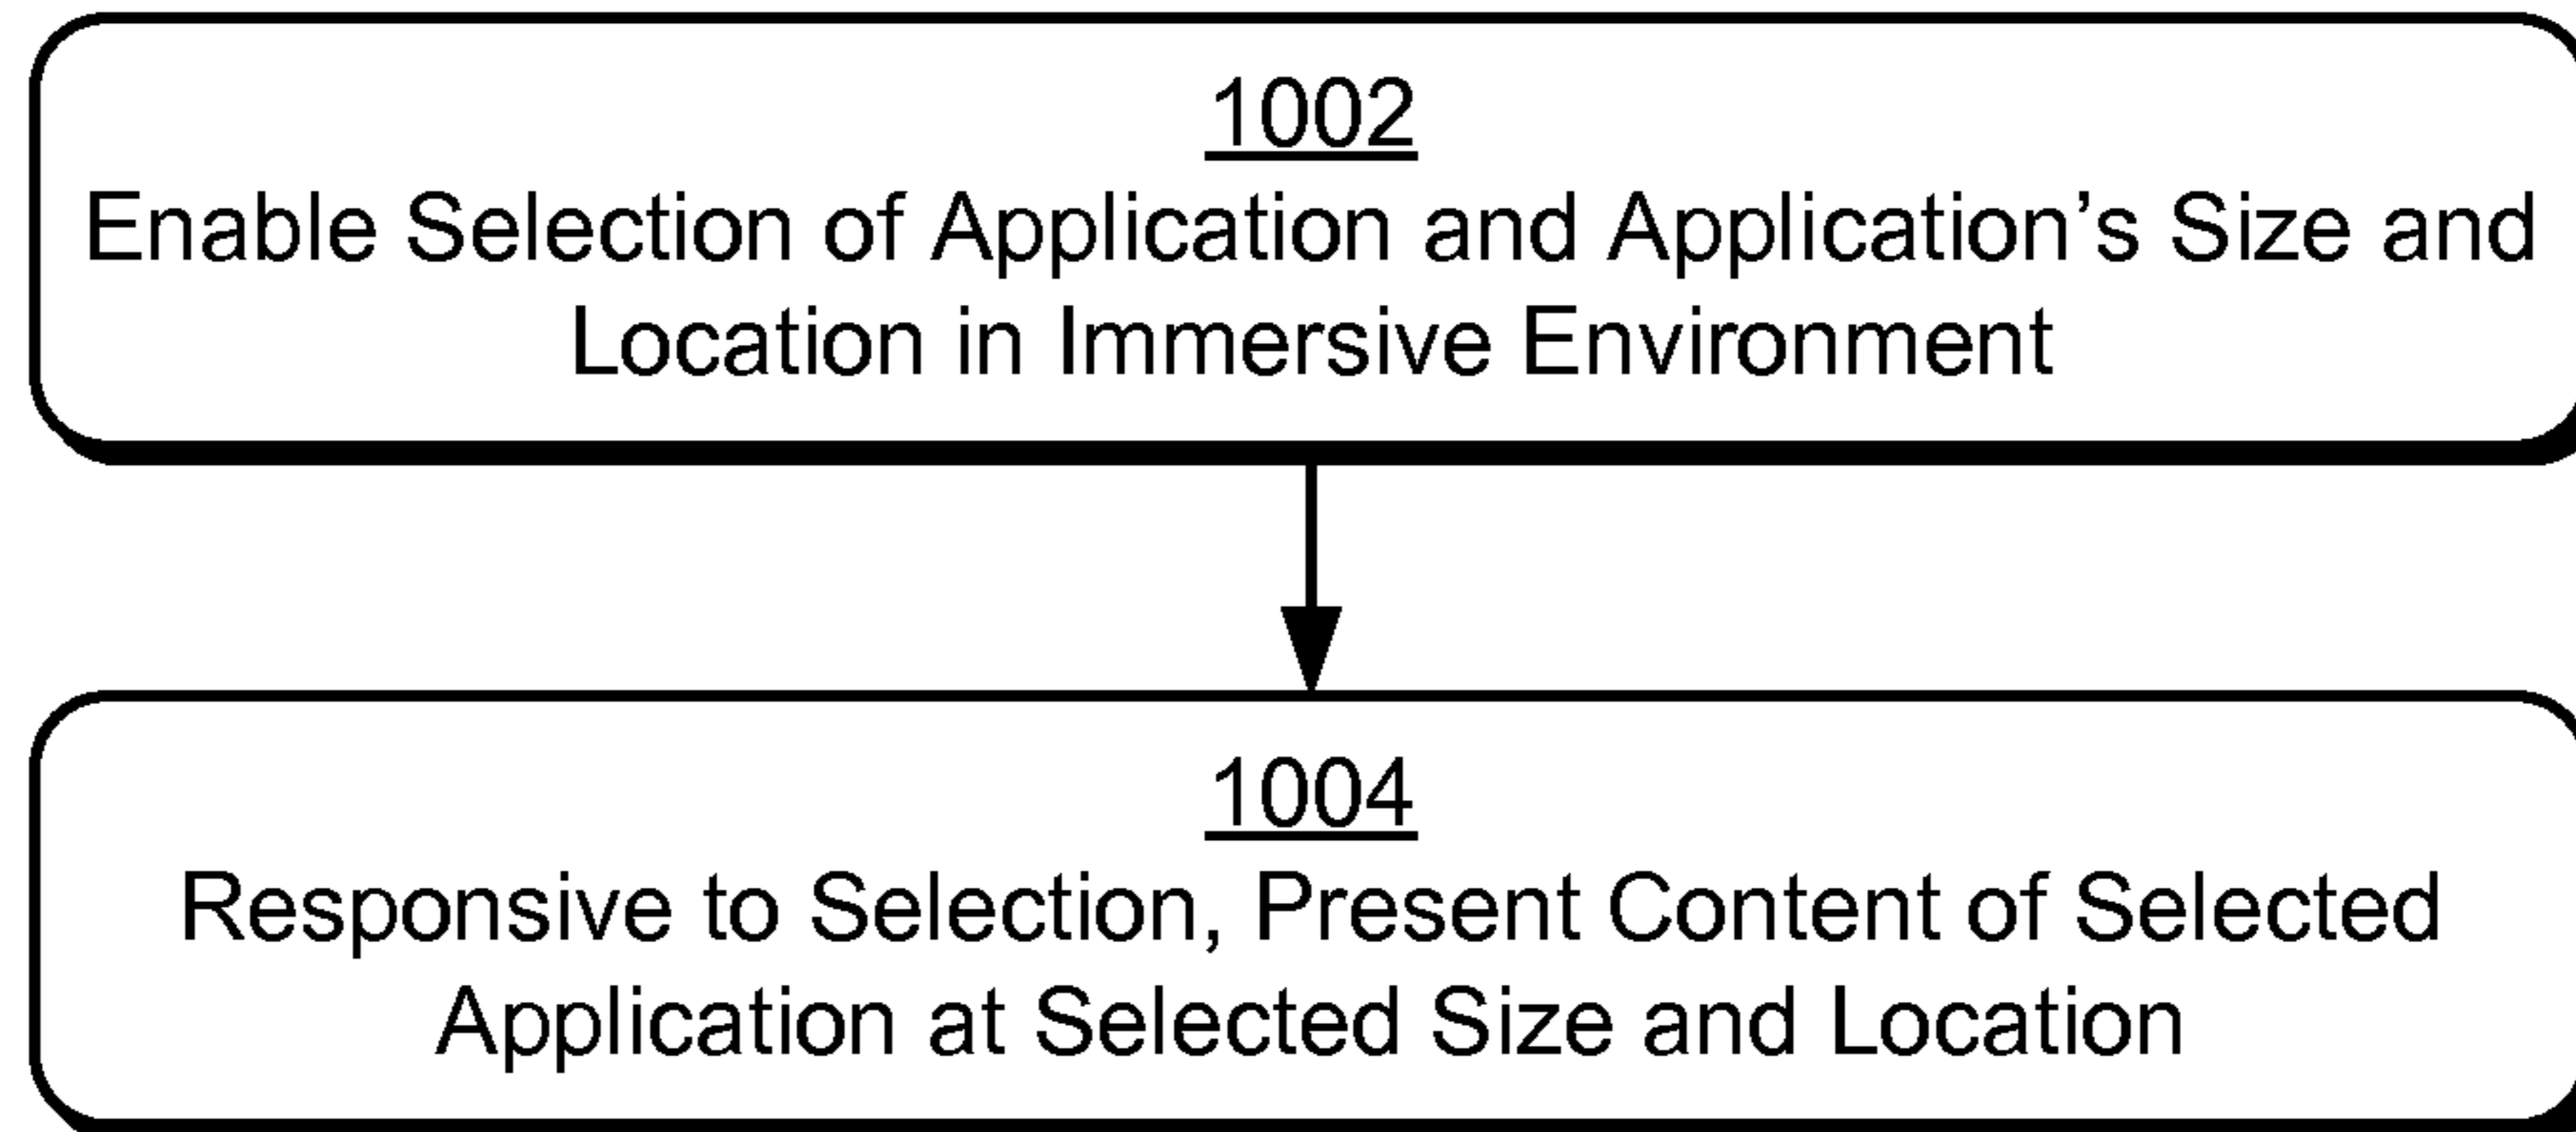 1002
Enable Selection of Application and Application’s Size and
Location in Immersive Environment
1004
Responsive to Selection, Present Content of Selected
Application at Selected Size and Location